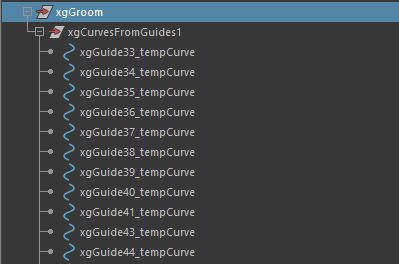 xgGroom
xgCurvesFromGuides1
xgGuide33_tempCurve
xgGuide34_tempCurve
xgGuide35_tempCurve
xgGuide36_tempCurve
xgGuide37_tempCurve
xgGuide38_tempCurve
xgGuide39_tempCurve
xgGuide40_tempCurve
xgGuide41_tempCurve
xgGuide43_tempCurve
xgGuide44_tempCurve